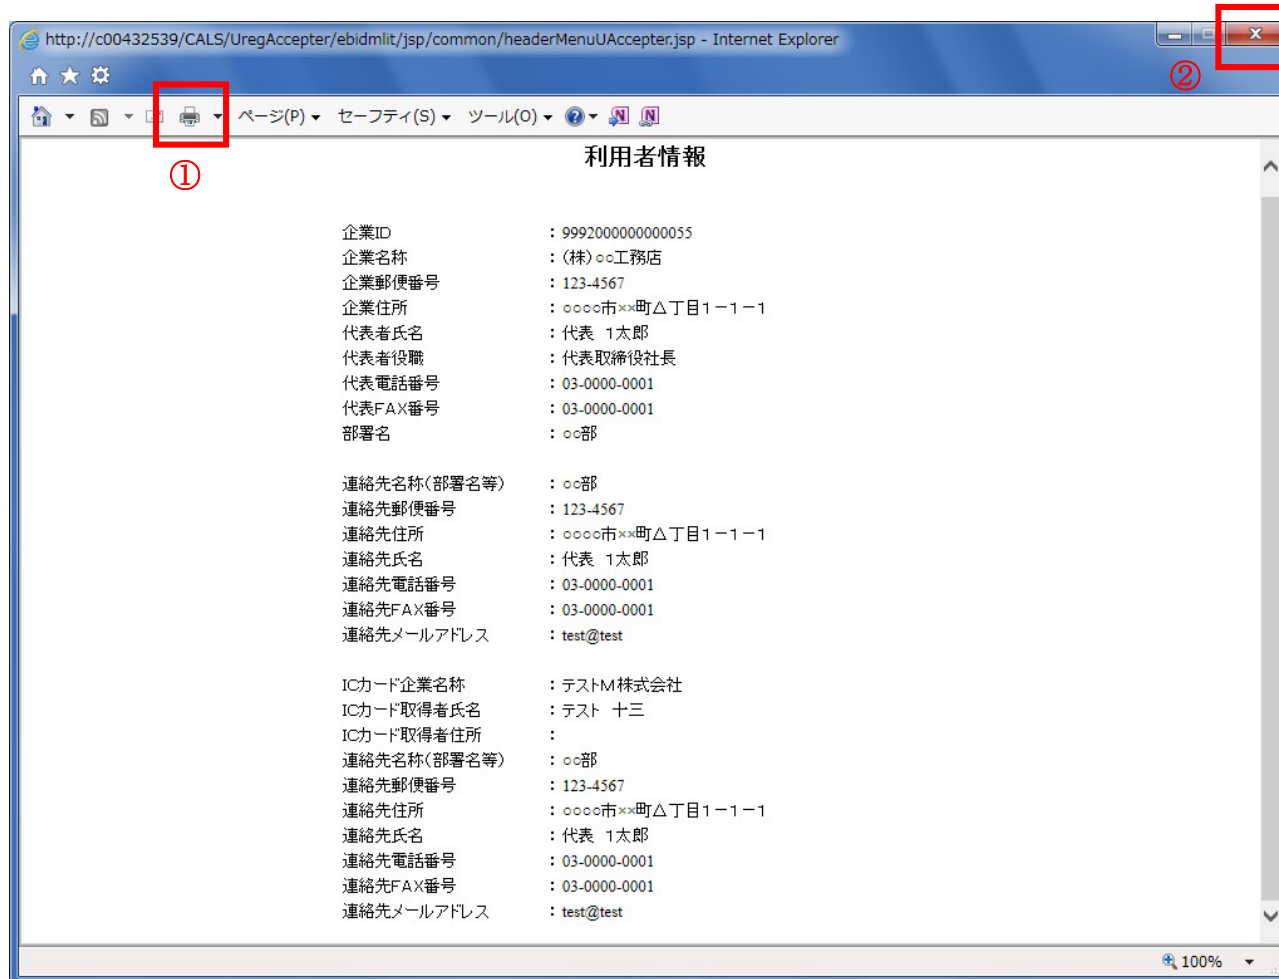 http://c00432539/CALS/UregAccepter/ebidmlit/jsp/common/headerMenuUAccepter.jsp - Internet Explorer
②
ページ(P) セーフティ(S) ツール(O)
①
利用者情報
企業ID : 9992000000000055
企業名称 : (株)○○工務店
企業郵便番号 : 123-4567
企業住所 : ○○○○市××町△丁目1-1-1
代表者氏名 : 代表 1太郎
代表者役職 : 代表取締役社長
代表電話番号 : 03-0000-0001
代表FAX番号 : 03-0000-0001
部署名 : ○○部
連絡先名称(部署名等) : ○○部
連絡先郵便番号 : 123-4567
連絡先住所 : ○○○○市××町△丁目1-1-1
連絡先氏名 : 代表 1太郎
連絡先電話番号 : 03-0000-0001
連絡先FAX番号 : 03-0000-0001
連絡先メールアドレス : test@test
ICカード企業名称 : テストM株式会社
ICカード取得者氏名 : テスト 十三
ICカード取得者住所 :
連絡先名称(部署名等) : ○○部
連絡先郵便番号 : 123-4567
連絡先住所 : ○○○○市××町△丁目1-1-1
連絡先氏名 : 代表 1太郎
連絡先電話番号 : 03-0000-0001
連絡先FAX番号 : 03-0000-0001
連絡先メールアドレス : test@test
100%